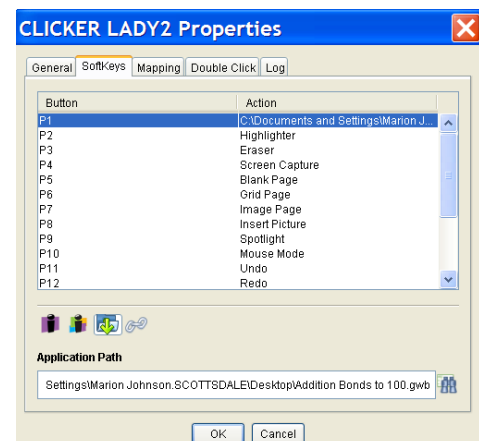 CLICKER LADY2 Properties
General SoftKeys Mapping Double Click Log
Button Action
P1 C:\Documents and Settings\Marion J...
P2 Highlighter
P3 Eraser
P4 Screen Capture
P5 Blank Page
P6 Grid Page
P7 Image Page
P8 Insert Picture
P9 Spotlight
P10 Mouse Mode
P11 Undo
P12 Redo
Application Path
Settings\Marion Johnson.SCOTTSDALE\Desktop\Addition Bonds to 100.gwb
OK Cancel